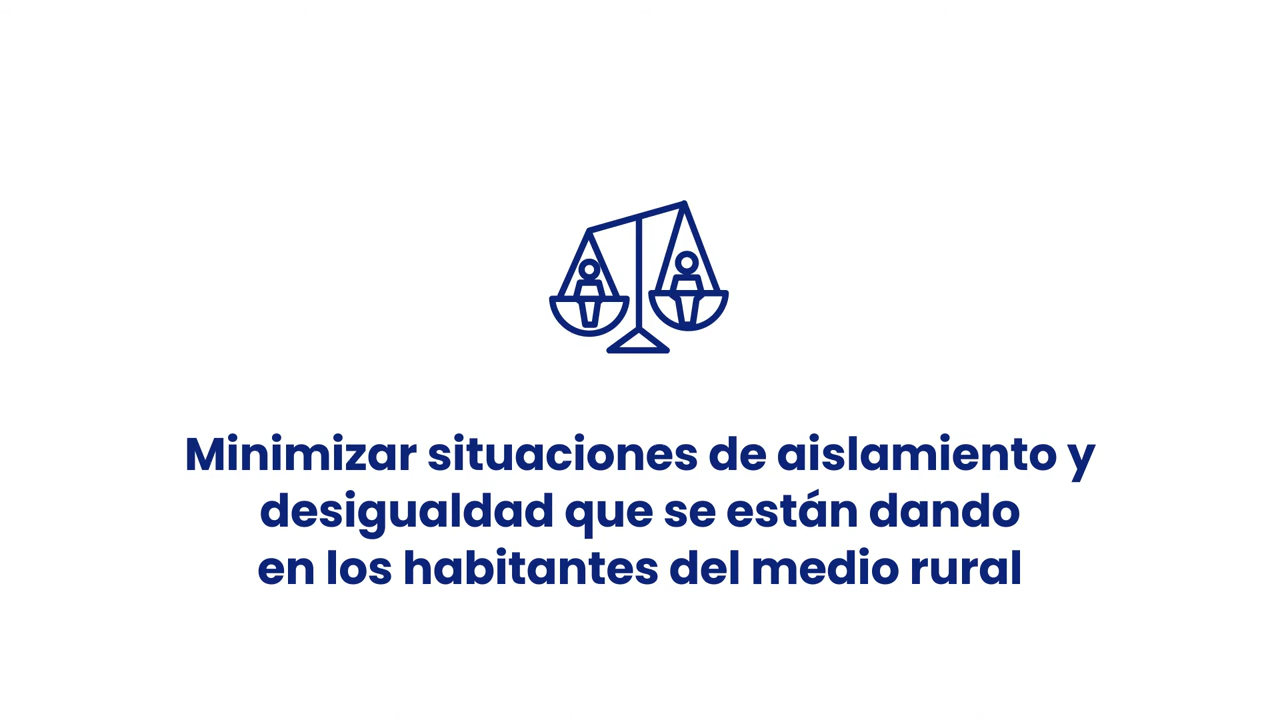 Minimizar situaciones de aislamiento y
desigualdad que se están dando
en los habitantes del medio rural